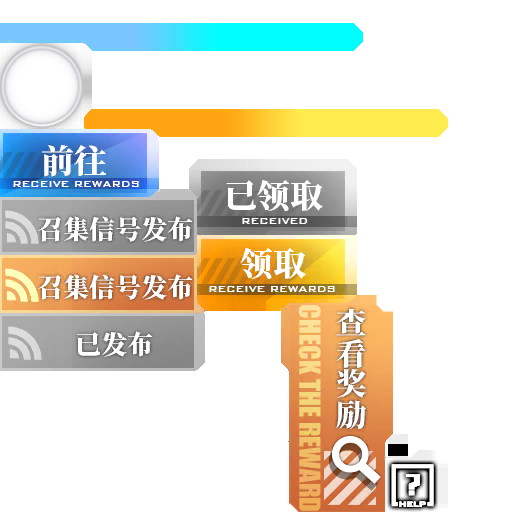 前往
RECEIVE REWARDS
已领取
RECEIVED
召集信号发布
领取
RECEIVE REWARDS
召集信号发布
已发布
查看奖励
CHECK THE REWARD
?
HELP